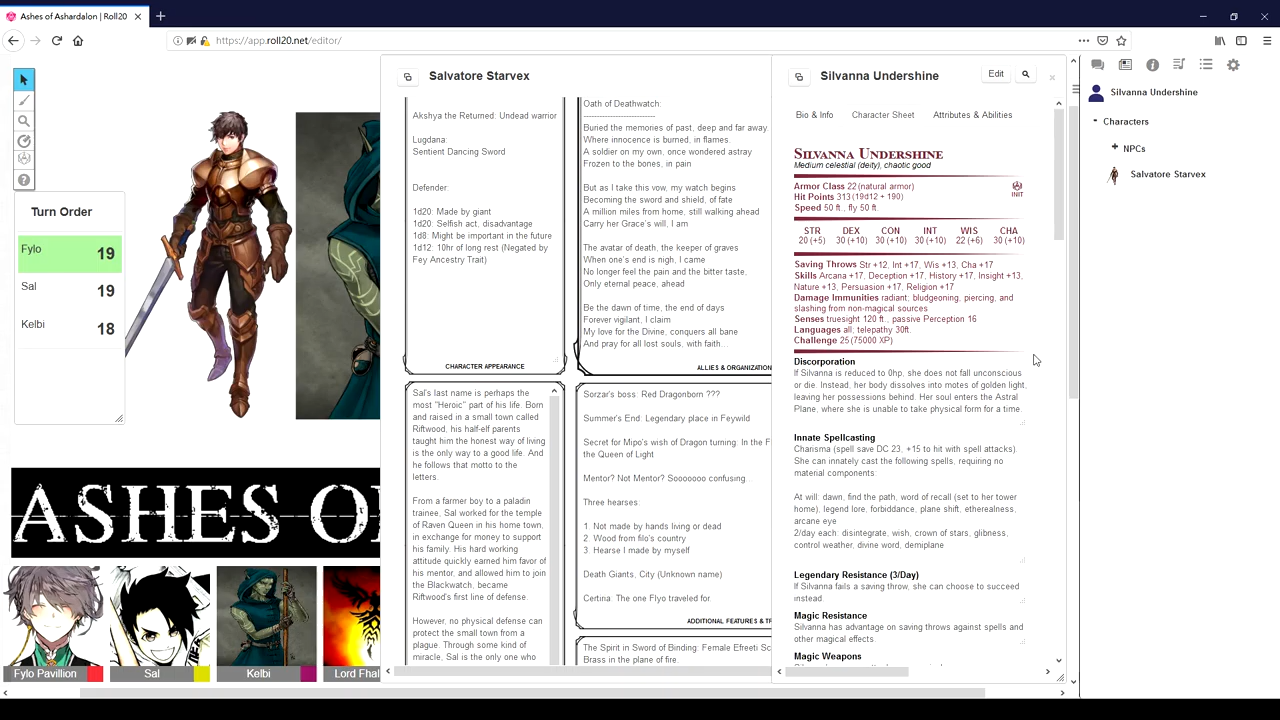 Ashes of Ashardalon | Roll20
https://app.roll20.net/editor/
Turn Order
Fylo 19
Sal 19
Kelbi 18
ASHES O
Fylo Pavillion
Sal
Kelbi
Lord Fhal
Salvatore Starvex
Akshya the Returned: Undead warrior
Lugdana:
Sentient Dancing Sword
Defender:
1d20: Made by giant
1d20: Selfish act, disadvantage
1d8: Might be important in the future
1d12: 10hr of long rest (Negated by
Fey Ancestry Trait)
CHARACTER APPEARANCE
Oath of Deathwatch:
------------------------
Buried the memories of past, deep and far away
Where innocence is burned, in flames.
A soldier on my own, once wondered astray
Frozen to the bones, in pain
But as I take this vow, my watch begins
Becoming the sword and shield, of fate
A million miles from home, still walking ahead
Carry her Grace's will, I am
The avatar of death, the keeper of graves
When one's end is nigh, I came
No longer feel the pain and the bitter taste,
Only eternal peace, ahead
Be the dawn of time, the end of days
Forever vigilant, I claim
My love for the Divine, conquers all bane
And pray for all lost souls, with faith...
ALLIES & ORGANIZATION
Sal's last name is perhaps the
most "Heroic" part of his life. Born
and raised in a small town called
Riftwood, his half-elf parents
taught him the honest way of living
is the only way to a good life. And
he follows that motto to the
letters.
From a farmer boy to a paladin
trainee, Sal worked for the temple
of Raven Queen in his home town,
in exchange for money to support
his family. His hard working
attitude quickly earned him favor of
his mentor, and allowed him to join
the Blackwatch, became
Riftwood's first line of defense.
However, no physical defense can
protect the small town from a
plague. Through some kind of
miracle, Sal is the only one who
Sorzar's boss: Red Dragonborn ???
Summer's End: Legendary place in Feywild
Secret for Mipo's wish of Dragon turning: In the F
the Queen of Light
Mentor? Not Mentor? Sooooooo confusing
Three hearses:
1. Not made by hands living or dead
2. Wood from filo's country
3. Hearse I made by myself
Death Giants, City (Unknown name)
Certina: The one Flyo traveled for.
ADDITIONAL FEATURES & TR
The Spirit in Sword of Binding: Female Efreeti Sc
Brass in the plane of fire.
Silvanna Undershine
Edit
Bio & Info
Character Sheet
Attributes & Abilities
SILVANNA UNDERSHINE
Medium celestial (deity), chaotic good
Armor Class 22 (natural armor)
Hit Points 313 (19d12 + 190)
Speed 50 ft., fly 50 ft.
INIT
STR DEX CON INT WIS CHA
20 (+5) 30 (+10) 30 (+10) 30 (+10) 22 (+6) 30 (+10)
Saving Throws Str +12, Int +17, Wis +13, Cha +17
Skills Arcana +17, Deception +17, History +17, Insight +13,
Nature +13, Persuation +17, Religion +17
Damage Immunities radiant; bludgeoning, piercing, and
slashing from non-magical sources
Senses truesight 120 ft., passive Perception 16
Languages all; telepathy 30ft.
Challenge 25 (75000 XP)
Discorporation
If Silvanna is reduced to 0hp, she does not fall unconscious
or die. Instead, her body dissolves into motes of golden light,
leaving her possessions behind. Her soul enters the Astral
Plane, where she is unable to take physical form for a time.
Innate Spellcasting
Charisma (spell save DC 23, +15 to hit with spell attacks).
She can innately cast the following spells, requiring no
material components:
At will: dawn, find the path, word of recall (set to her tower
home), legend lore, forbiddance, plane shift, etherealness,
arcane eye
2/day each: disintegrate, wish, crown of stars, glibness,
control weather, divine word, demiplane
Legendary Resistance (3/Day)
If Silvanna fails a saving throw, she can choose to succeed
instead.
Magic Resistance
Silvanna has advantage on saving throws against spells and
other magical effects.
Magic Weapons
Silvanna Undershine
Characters
NPCs
Salvatore Starvex